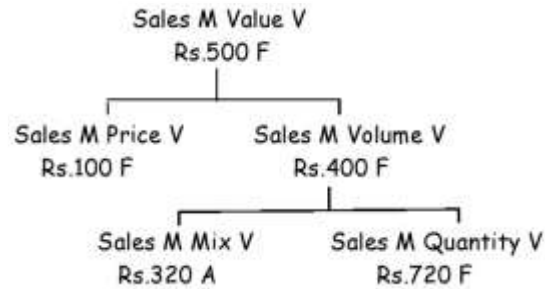 Sales M Value V
Rs.500 F
Sales M Price V
Rs.100 F
Sales M Volume V
Rs.400 F
Sales M Mix V
Rs.320 A
Sales M Quantity V
Rs.720 F